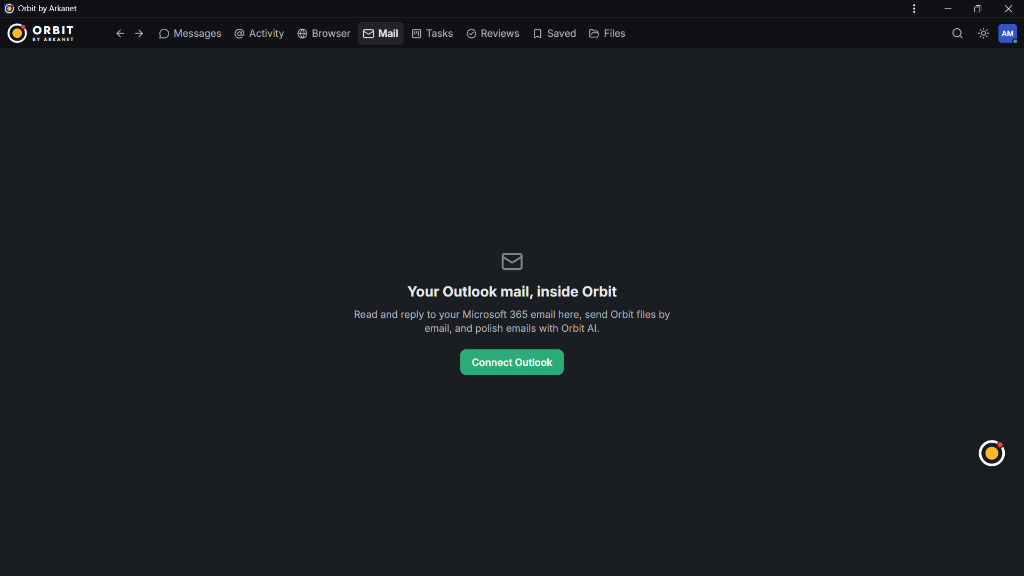 Orbit by Arkanet
ORBIT
BY ARKANET
Messages
Activity
Browser
Mail
Tasks
Reviews
Saved
Files
AM
Your Outlook mail, inside Orbit
Read and reply to your Microsoft 365 email here, send Orbit files by
email, and polish emails with Orbit AI.
Connect Outlook